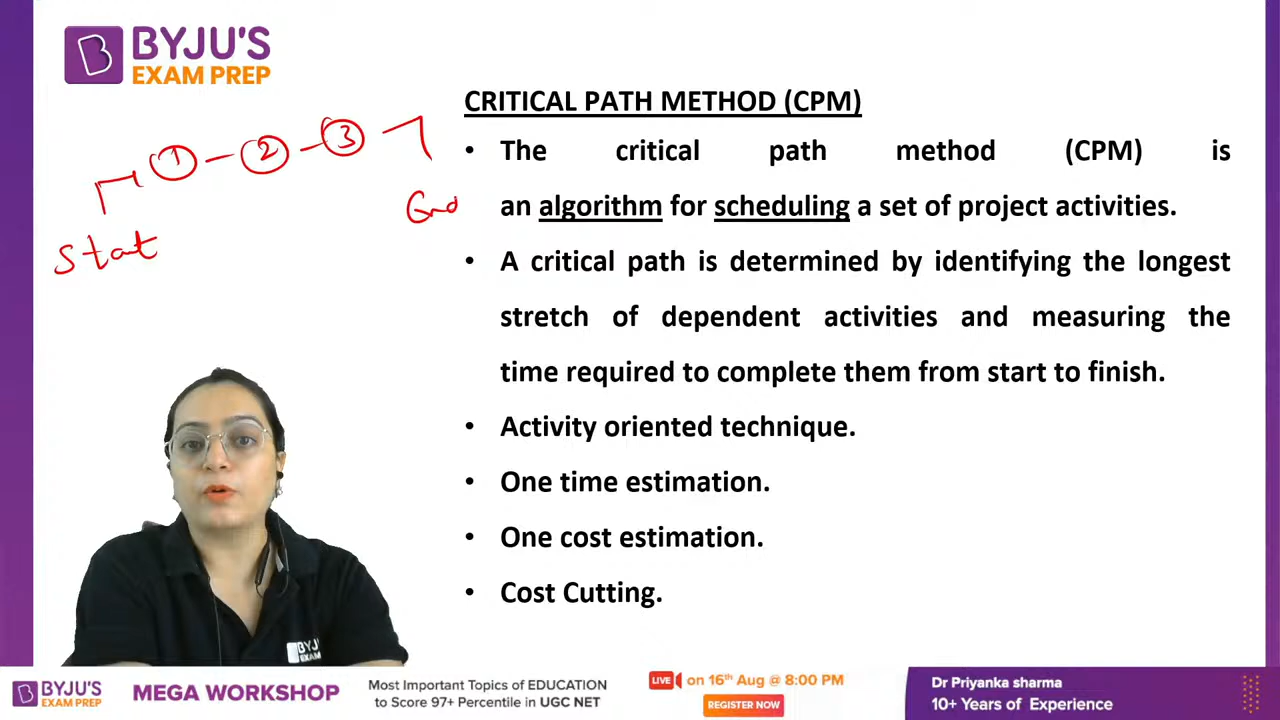 BYJU'S
EXAM PREP
CRITICAL PATH METHOD (CPM)
1 - 2 - 3
Stat
End
• The critical path method (CPM) is
an algorithm for scheduling a set of project activities.
• A critical path is determined by identifying the longest
stretch of dependent activities and measuring the
time required to complete them from start to finish.
• Activity oriented technique.
• One time estimation.
• One cost estimation.
• Cost Cutting.
BYJU'S
EXAM PREP
BYJU'S
EXAM PREP
MEGA WORKSHOP
Most Important Topics of EDUCATION
to Score 97+ Percentile in UGC NET
LIVE on 16th Aug @ 8:00 PM
REGISTER NOW
Dr Priyanka sharma
10+ Years of Experience